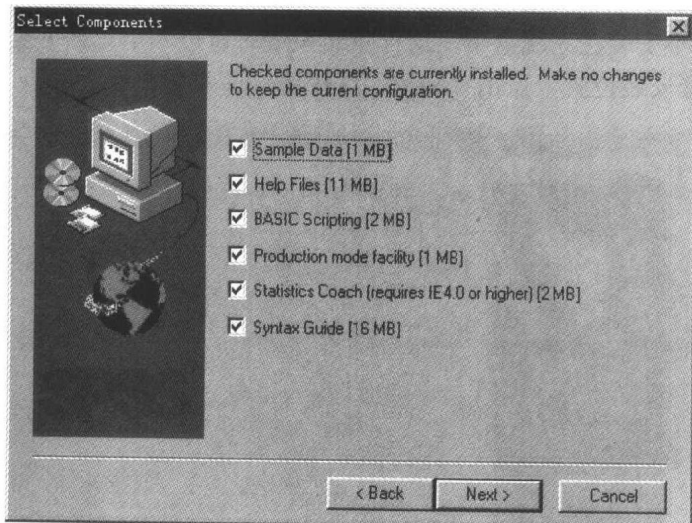 Select Components
Checked components are currently installed. Make no changes
to keep the current configuration.
Sample Data [1 MB]
Help Files [11 MB]
BASIC Scripting [2 MB]
Production mode facility [1 MB]
Statistics Coach (requires IE4.0 or higher) [2 MB]
Syntax Guide [16 MB]
< Back
Next >
Cancel